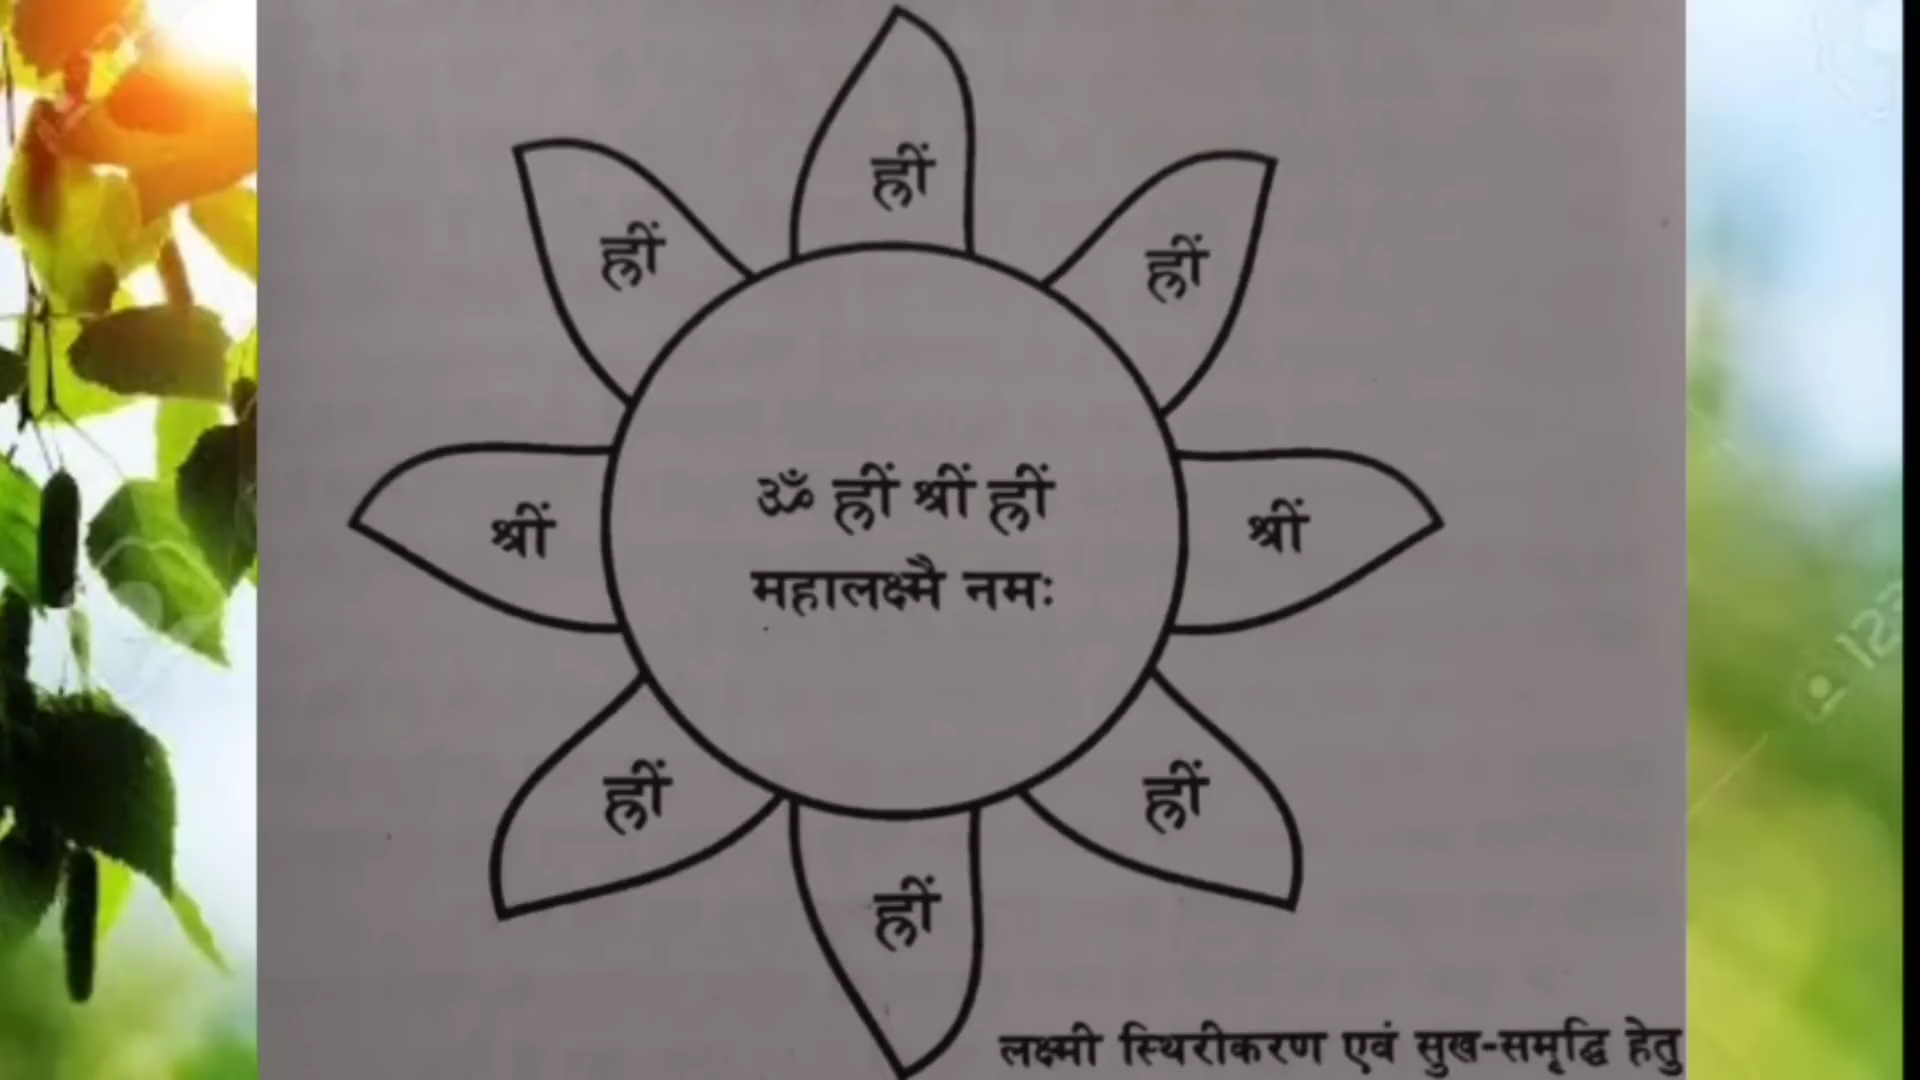 ह्रीं
ह्रीं
ह्रीं
श्रीं
ॐ ह्रीं श्रीं ह्रीं
महालक्ष्मै नमः
श्रीं
ह्रीं
ह्रीं
ह्रीं
लक्ष्मी स्थिरीकरण एवं सुख-समृद्धि हेतु